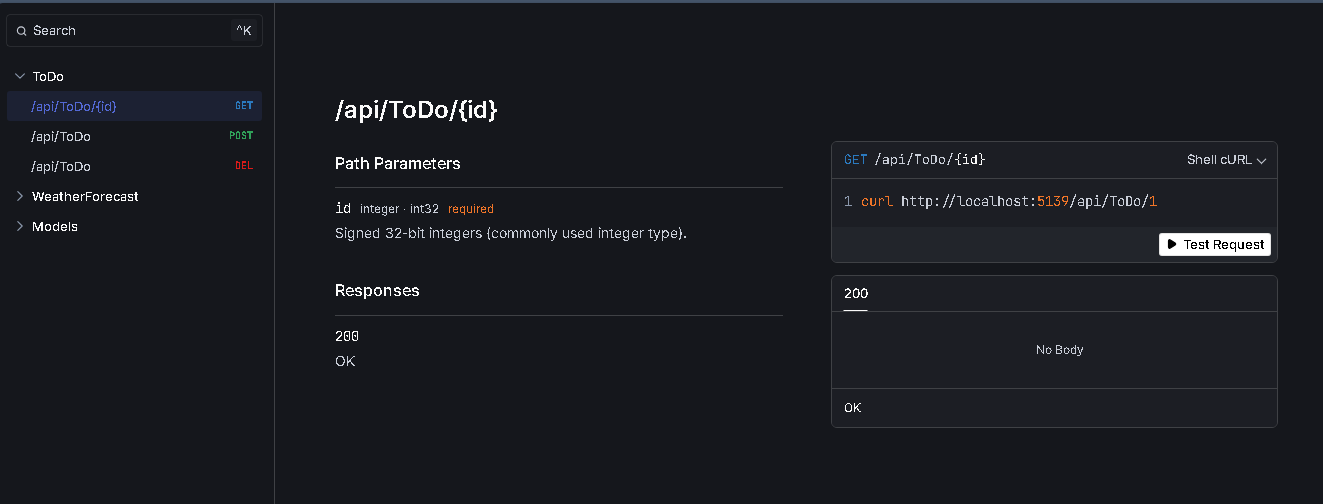 Search ^K
ToDo
/api/ToDo/{id} GET
/api/ToDo POST
/api/ToDo DEL
WeatherForecast
Models
/api/ToDo/{id}
Path Parameters
id integer · int32 required
Signed 32-bit integers (commonly used integer type).
Responses
200
OK
GET /api/ToDo/{id} Shell cURL
1 curl http://localhost:5139/api/ToDo/1
Test Request
200
No Body
OK